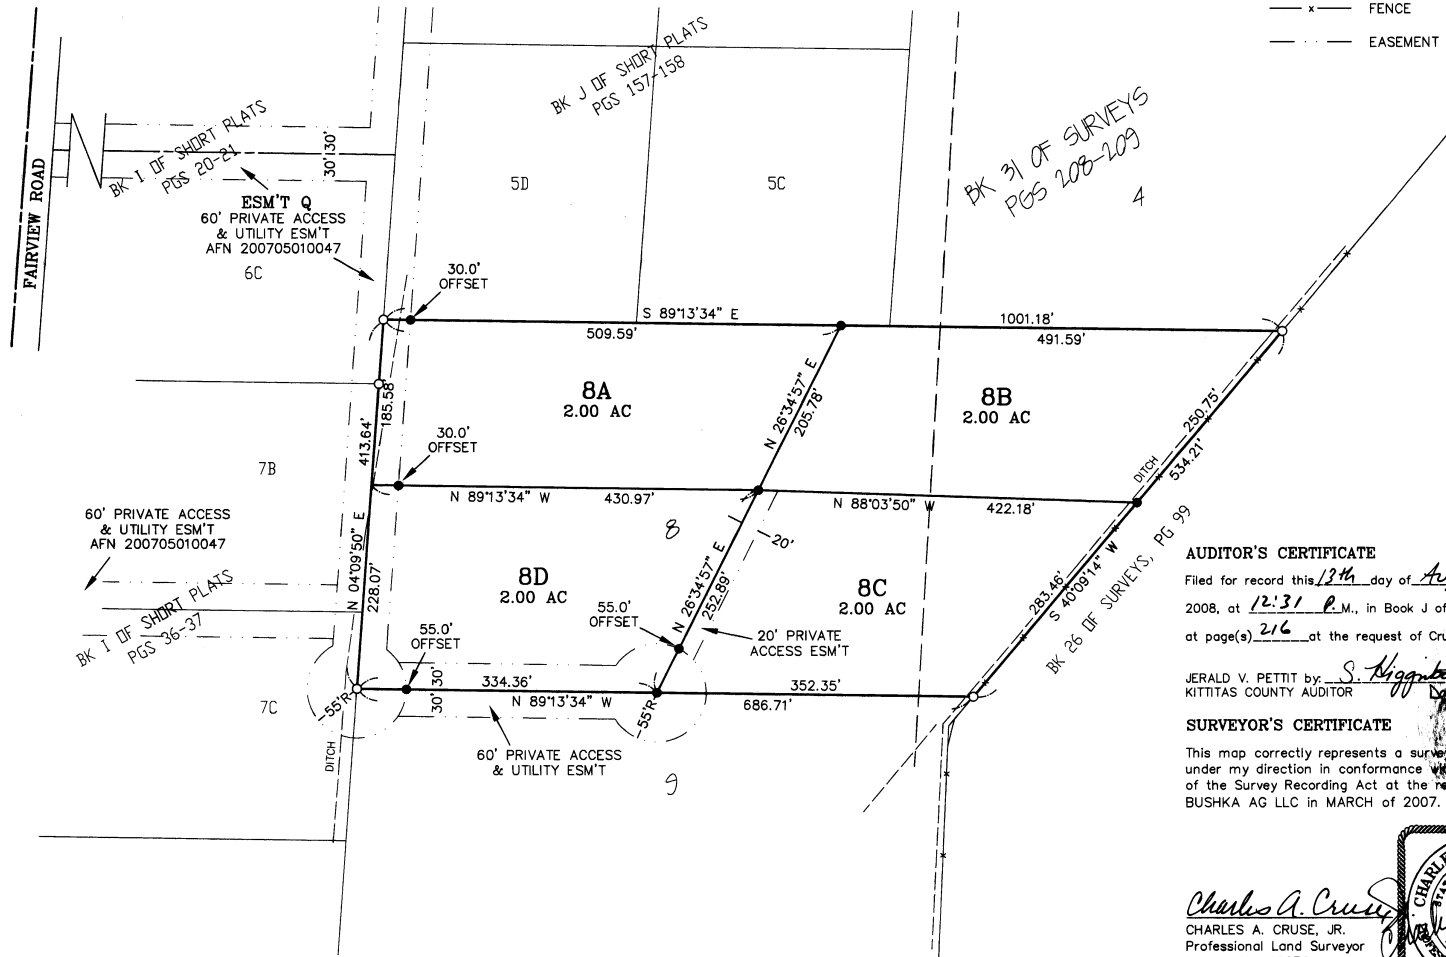 FENCE
EASEMENT
BK J OF SHORT PLATS
PGS 157-158
BK I OF SHORT PLATS
PGS 20-21
30' 30'
BK 31 OF SURVEYS
PGS 208-209
4
FAIRVIEW ROAD
ESM'T Q
60' PRIVATE ACCESS
& UTILITY ESM'T
AFN 200705010047
6C
5D
5C
30.0'
OFFSET
S 89°13'34" E
1001.18'
509.59'
491.59'
185.58'
413.64'
8A
2.00 AC
N 26°34'57" E
205.78'
8B
2.00 AC
250.75'
534.21'
DITCH
30.0'
OFFSET
7B
N 89°13'34" W
430.97'
N 88°03'50" W
422.18'
8
20'
60' PRIVATE ACCESS
& UTILITY ESM'T
AFN 200705010047
N 04°09'50" E
228.07'
8D
2.00 AC
N 26°34'57" E
252.89'
8C
2.00 AC
283.46'
S 40°09'14" W
BK 26 OF SURVEYS, PG 99
BK I OF SHORT PLATS
PGS 36-37
55.0'
OFFSET
55.0'
OFFSET
20' PRIVATE
ACCESS ESM'T
30' 30'
334.36'
352.35'
N 89°13'34" W
686.71'
7C
55'R
55'R
DITCH
60' PRIVATE ACCESS
& UTILITY ESM'T
9
AUDITOR'S CERTIFICATE
Filed for record this 13th day of
2008, at 12:31 P.M., in Book J of
at page(s) 216 at the request of
JERALD V. PETTIT by: S.
KITTITAS COUNTY AUDITOR
SURVEYOR'S CERTIFICATE
This map correctly represents a
under my direction in conformance
of the Survey Recording Act at the
BUSHKA AG LLC in MARCH of 2007.
Charles A. Cruse
CHARLES A. CRUSE, JR.
Professional Land Surveyor